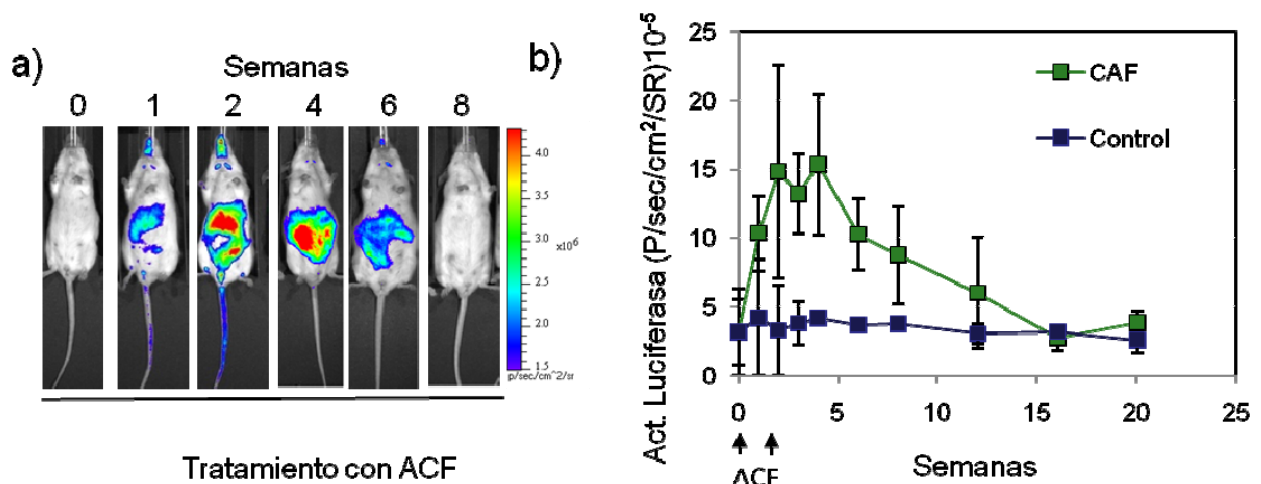 a)
Semanas
0 1 2 4 6 8
4.0
3.5
3.0
x10⁶
2.5
2.0
1.5
p/sec/cm^2/sr
Tratamiento con ACF
b)
Act. Luciferasa (P/sec/cm²/SR)10⁻⁵
25
20
15
10
5
0
CAF
Control
0 5 10 15 20 25
ACF
Semanas